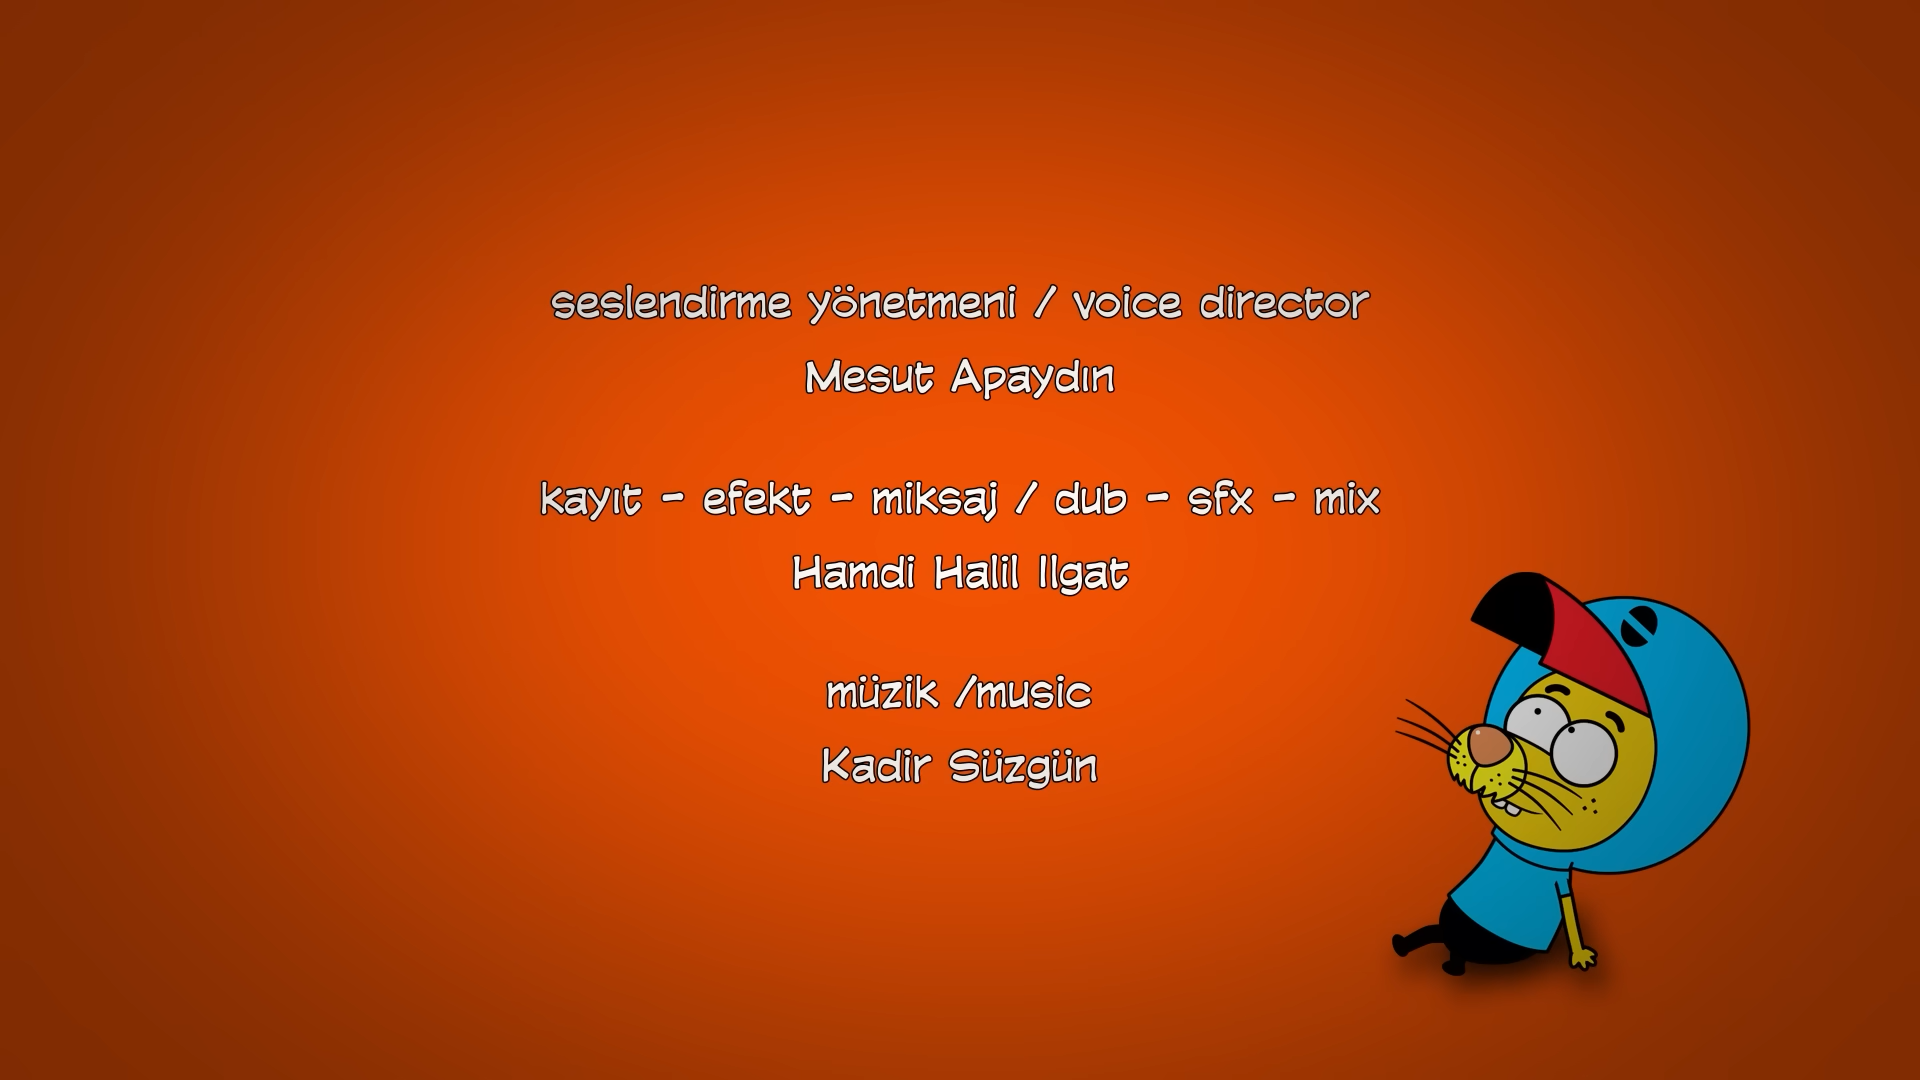 seslendirme yönetmeni / voice director
Mesut Apaydın
kayıt - efekt - miksaj / dub - sfx - mix
Hamdi Halil Ilgat
müzik /music
Kadir Süzgün